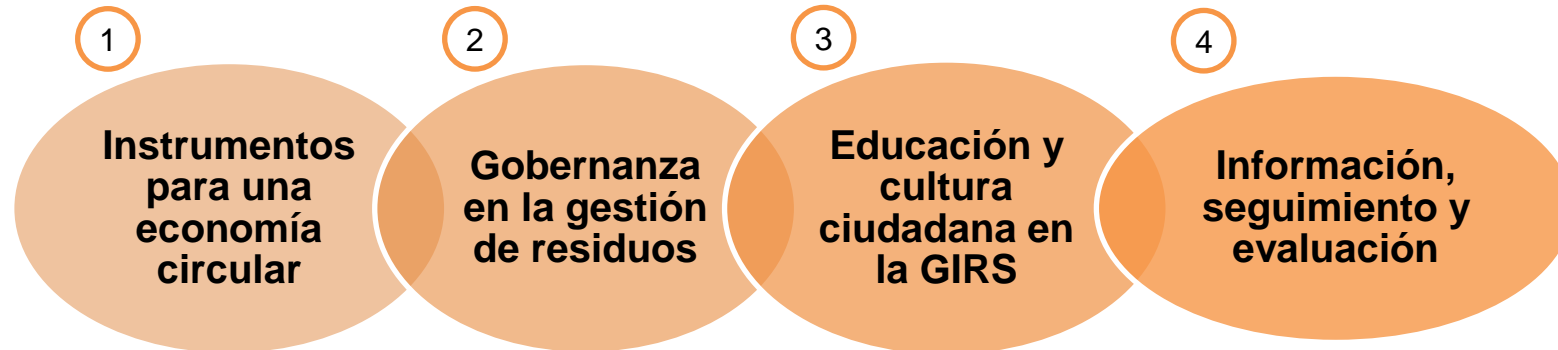 1
Instrumentos
para una
economía
circular
2
Gobernanza
en la gestión
de residuos
3
Educación y
cultura
ciudadana en
la GIRS
4
Información,
seguimiento y
evaluación